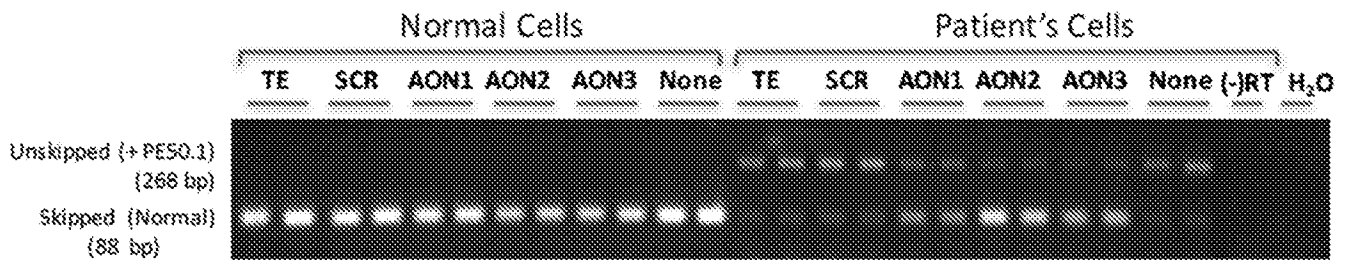 Normal Cells Patient's Cells
TE SCR AON1 AON2 AON3 None TE SCR AON1 AON2 AON3 None (-)RT H₂O
Unskipped (+ PE50.1)
(268 bp)
Skipped (Normal)
(88 bp)